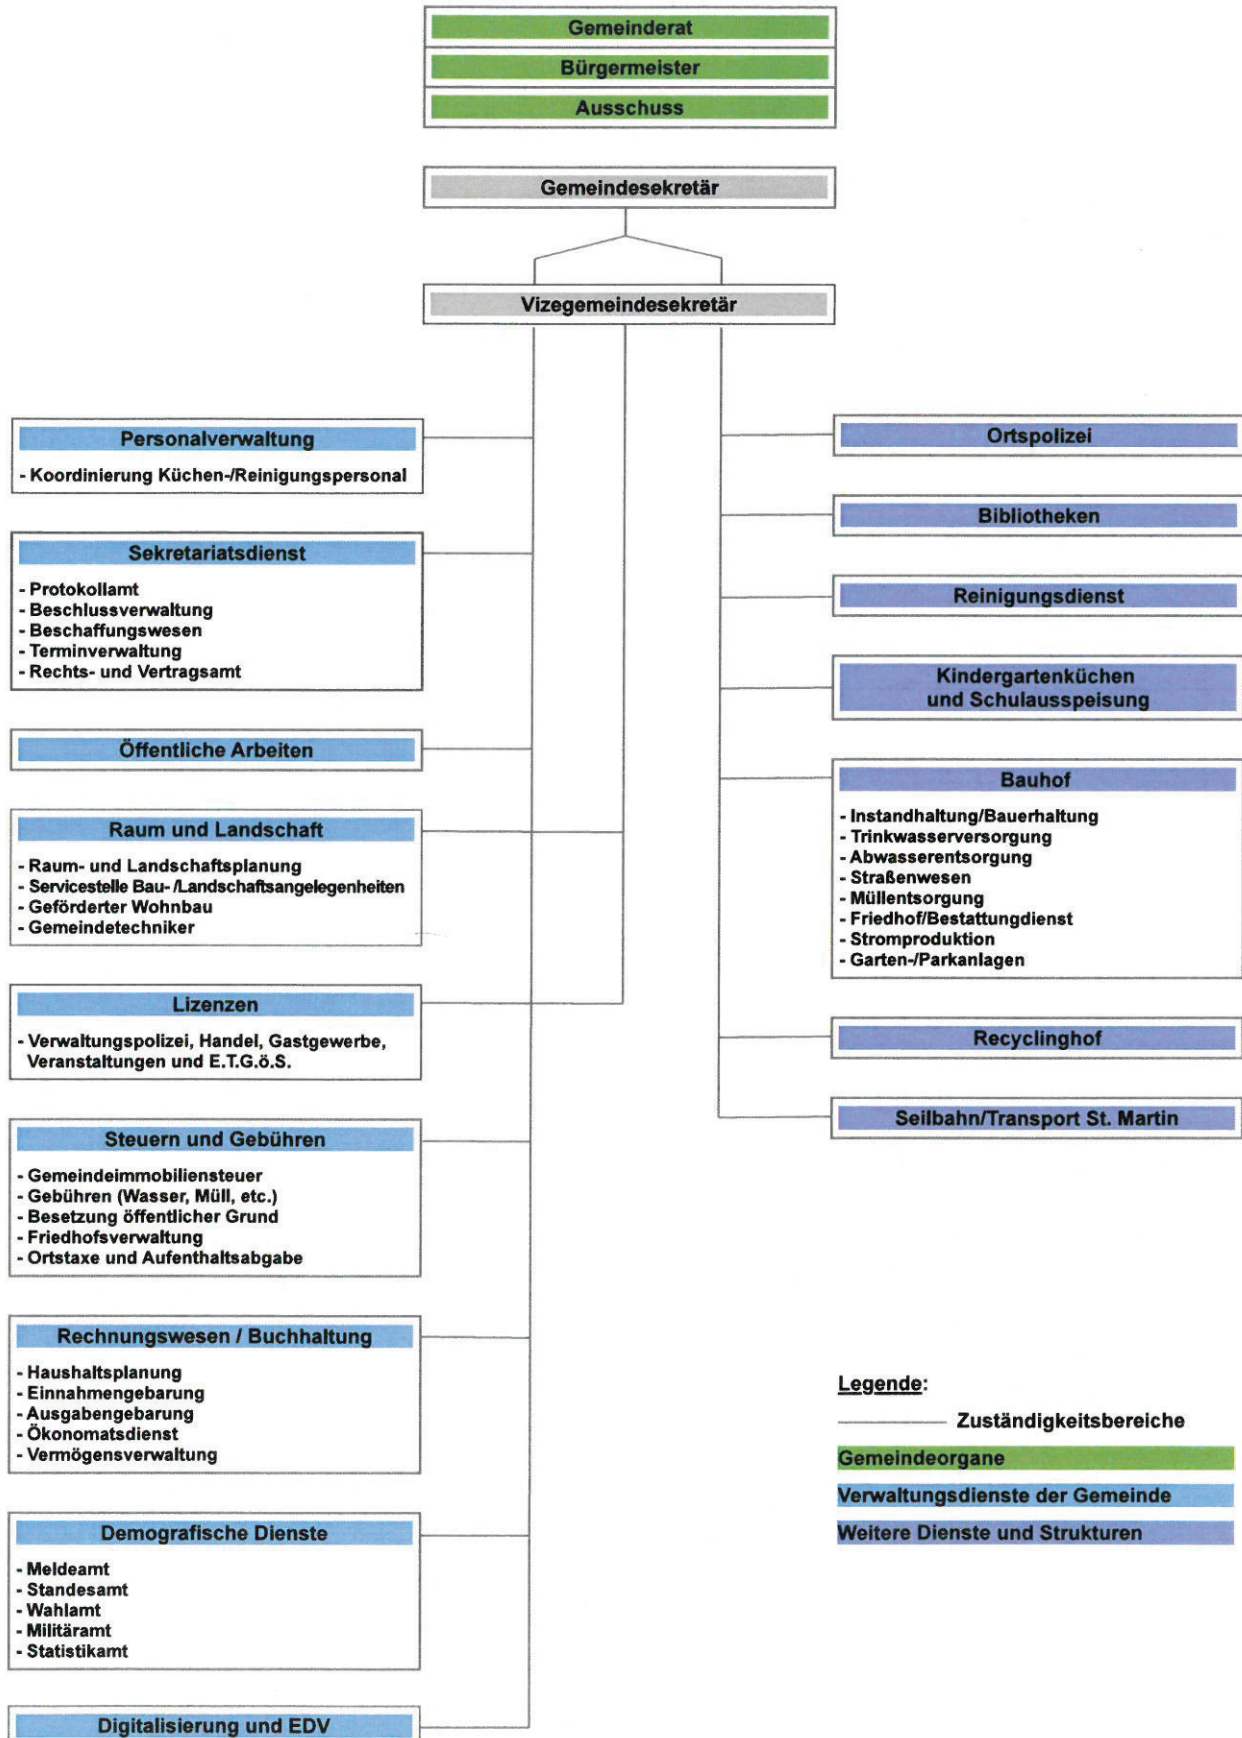 Gemeinderat
Bürgermeister
Ausschuss
Gemeindesekretär
Vizegemeindesekretär
Personalverwaltung
- Koordinierung Küchen-/Reinigungspersonal
Sekretariatsdienst
- Protokollamt
- Beschlussverwaltung
- Beschaffungswesen
- Terminverwaltung
- Rechts- und Vertragsamt
Öffentliche Arbeiten
Raum und Landschaft
- Raum- und Landschaftsplanung
- Servicestelle Bau- /Landschaftsangelegenheiten
- Geförderter Wohnbau
- Gemeindetechniker
Lizenzen
- Verwaltungspolizei, Handel, Gastgewerbe,
Veranstaltungen und E.T.G.ö.S.
Steuern und Gebühren
- Gemeindeimmobiliensteuer
- Gebühren (Wasser, Müll, etc.)
- Besetzung öffentlicher Grund
- Friedhofsverwaltung
- Ortstaxe und Aufenthaltsabgabe
Rechnungswesen / Buchhaltung
- Haushaltsplanung
- Einnahmengebarung
- Ausgabengebarung
- Ökonomatsdienst
- Vermögensverwaltung
Demografische Dienste
- Meldeamt
- Standesamt
- Wahlamt
- Militäramt
- Statistikamt
Digitalisierung und EDV
Ortspolizei
Bibliotheken
Reinigungsdienst
Kindergartenküchen
und Schulausspeisung
Bauhof
- Instandhaltung/Bauerhaltung
- Trinkwasserversorgung
- Abwasserentsorgung
- Straßenwesen
- Müllentsorgung
- Friedhof/Bestattungdienst
- Stromproduktion
- Garten-/Parkanlagen
Recyclinghof
Seilbahn/Transport St. Martin
Legende:
Zuständigkeitsbereiche
Gemeindeorgane
Verwaltungsdienste der Gemeinde
Weitere Dienste und Strukturen